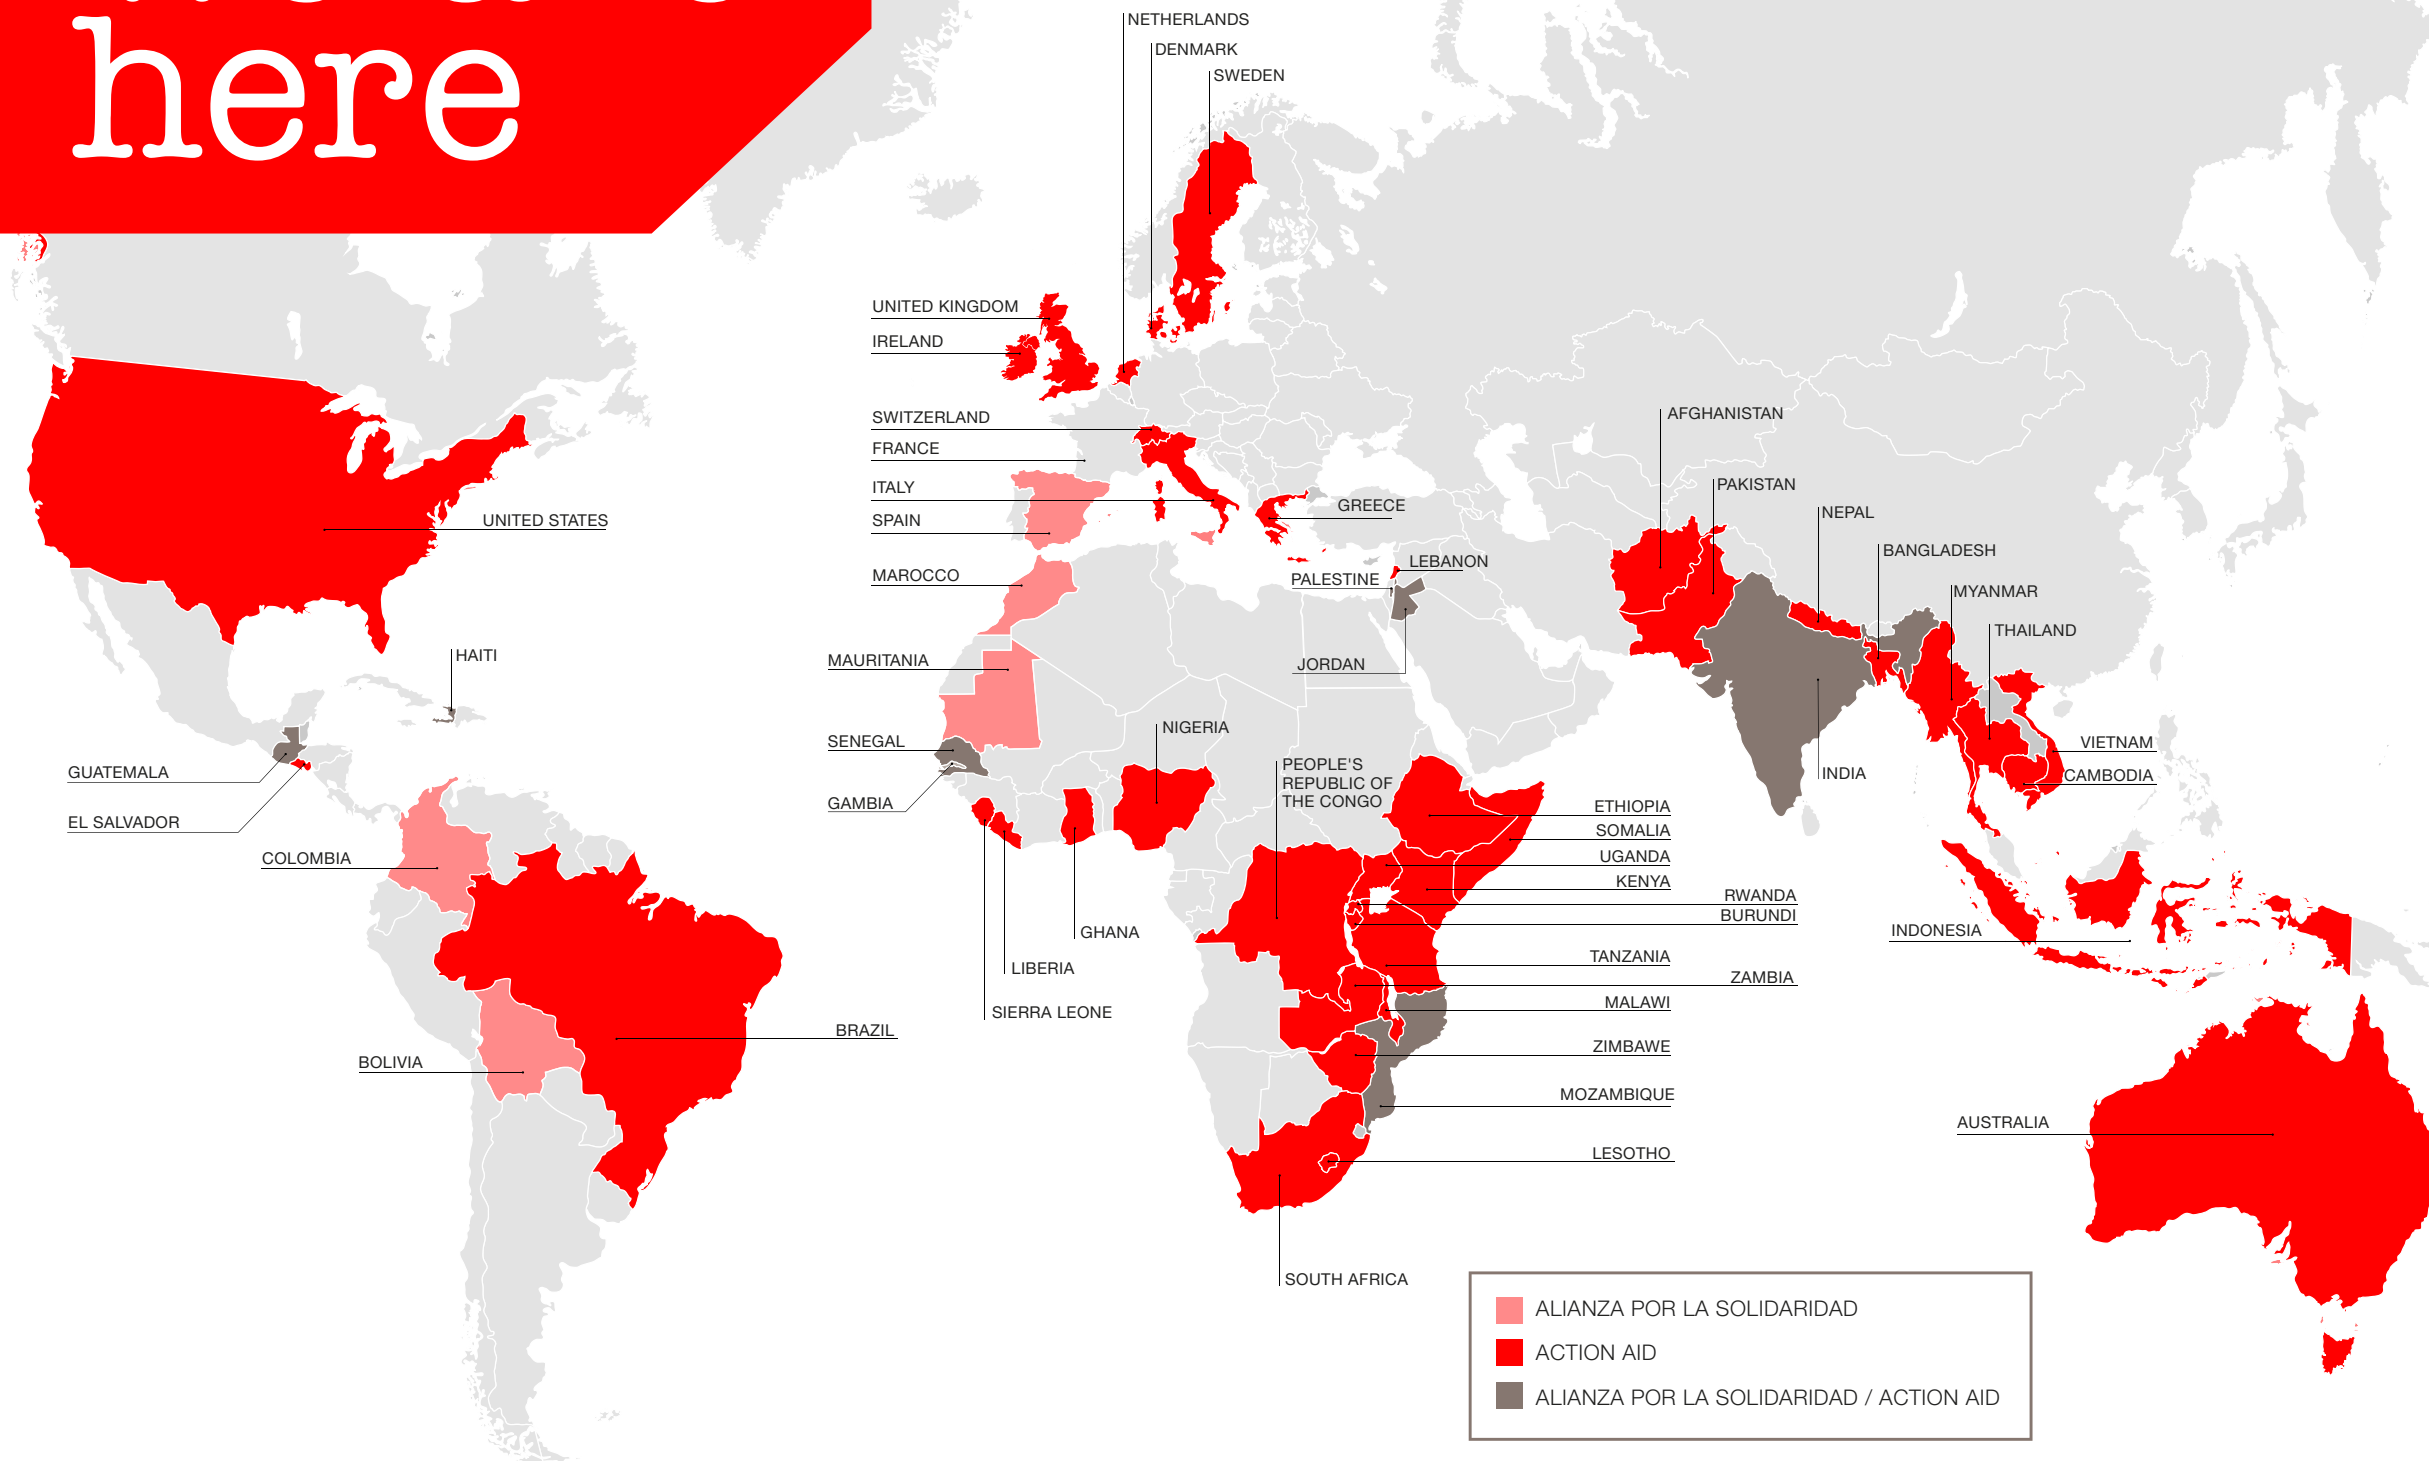 here
NETHERLANDS
DENMARK
SWEDEN
UNITED KINGDOM
IRELAND
SWITZERLAND
FRANCE
ITALY
SPAIN
MAROCCO
MAURITANIA
SENEGAL
GAMBIA
UNITED STATES
HAITI
GUATEMALA
EL SALVADOR
COLOMBIA
BOLIVIA
BRAZIL
GREECE
LEBANON
PALESTINE
JORDAN
AFGHANISTAN
PAKISTAN
NEPAL
BANGLADESH
MYANMAR
THAILAND
VIETNAM
CAMBODIA
INDIA
INDONESIA
AUSTRALIA
NIGERIA
PEOPLE'S
REPUBLIC OF
THE CONGO
GHANA
LIBERIA
SIERRA LEONE
ETHIOPIA
SOMALIA
UGANDA
KENYA
RWANDA
BURUNDI
TANZANIA
ZAMBIA
MALAWI
ZIMBAWE
MOZAMBIQUE
LESOTHO
SOUTH AFRICA
ALIANZA POR LA SOLIDARIDAD
ACTION AID
ALIANZA POR LA SOLIDARIDAD / ACTION AID